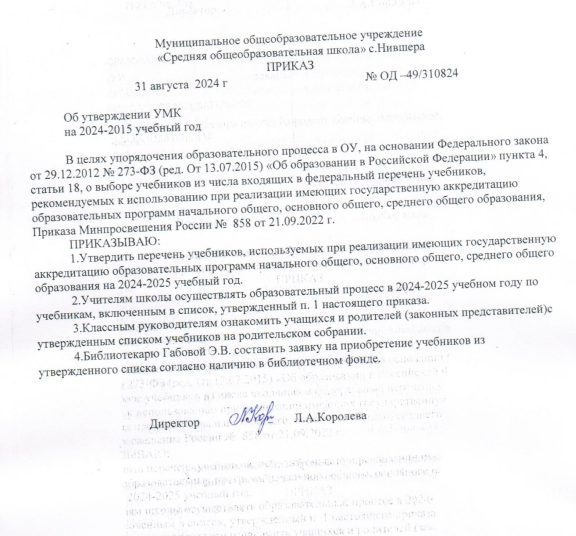 Муниципальное общеобразовательное учреждение
«Средняя общеобразовательная школа» с.Нившера
ПРИКАЗ
31 августа 2024 г № ОД –49/310824
Об утверждении УМК
на 2024-2015 учебный год
В целях упорядочения образовательного процесса в ОУ, на основании Федерального закона
от 29.12.2012 № 273-ФЗ (ред. От 13.07.2015) «Об образовании в Российской Федерации» пункта 4,
статьи 18, о выборе учебников из числа входящих в федеральный перечень учебников,
рекомендуемых к использованию при реализации имеющих государственную аккредитацию
образовательных программ начального общего, основного общего, среднего общего образования,
Приказа Минпросвещения России № 858 от 21.09.2022 г.
ПРИКАЗЫВАЮ:
1.Утвердить перечень учебников, используемых при реализации имеющих государственную
аккредитацию образовательных программ начального общего, основного общего, среднего общего
образования на 2024-2025 учебный год.
2.Учителям школы осуществлять образовательный процесс в 2024-2025 учебном году по
учебникам, включенным в список, утвержденный п. 1 настоящего приказа.
3.Классным руководителям ознакомить учащихся и родителей (законных представителей)с
утвержденным списком учебников на родительском собрании.
4.Библиотекарю Габовой Э.В. составить заявку на приобретение учебников из
утвержденного списка согласно наличию в библиотечном фонде.
Директор Л.А.Королева